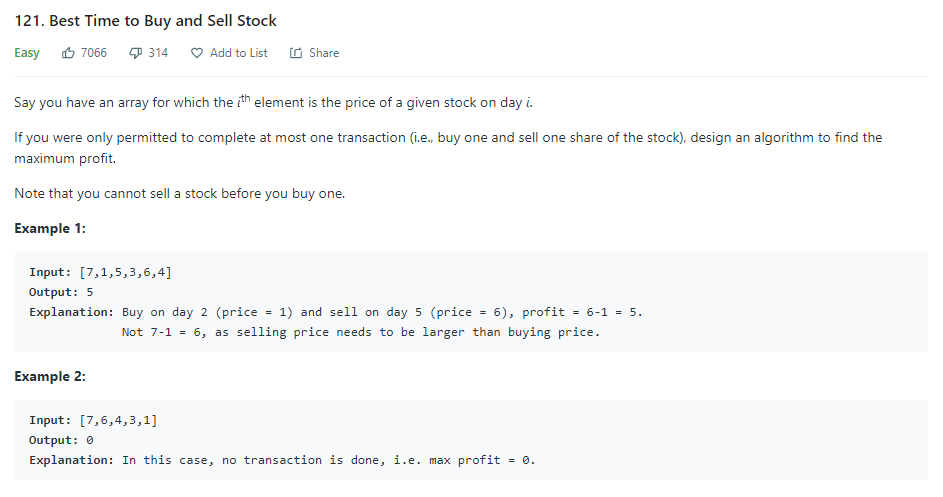 121. Best Time to Buy and Sell Stock
Easy 7066 314 Add to List Share
Say you have an array for which the ith element is the price of a given stock on day i.
If you were only permitted to complete at most one transaction (i.e., buy one and sell one share of the stock), design an algorithm to find the
maximum profit.
Note that you cannot sell a stock before you buy one.
Example 1:
Input: [7,1,5,3,6,4]
Output: 5
Explanation: Buy on day 2 (price = 1) and sell on day 5 (price = 6), profit = 6-1 = 5.
Not 7-1 = 6, as selling price needs to be larger than buying price.
Example 2:
Input: [7,6,4,3,1]
Output: 0
Explanation: In this case, no transaction is done, i.e. max profit = 0.